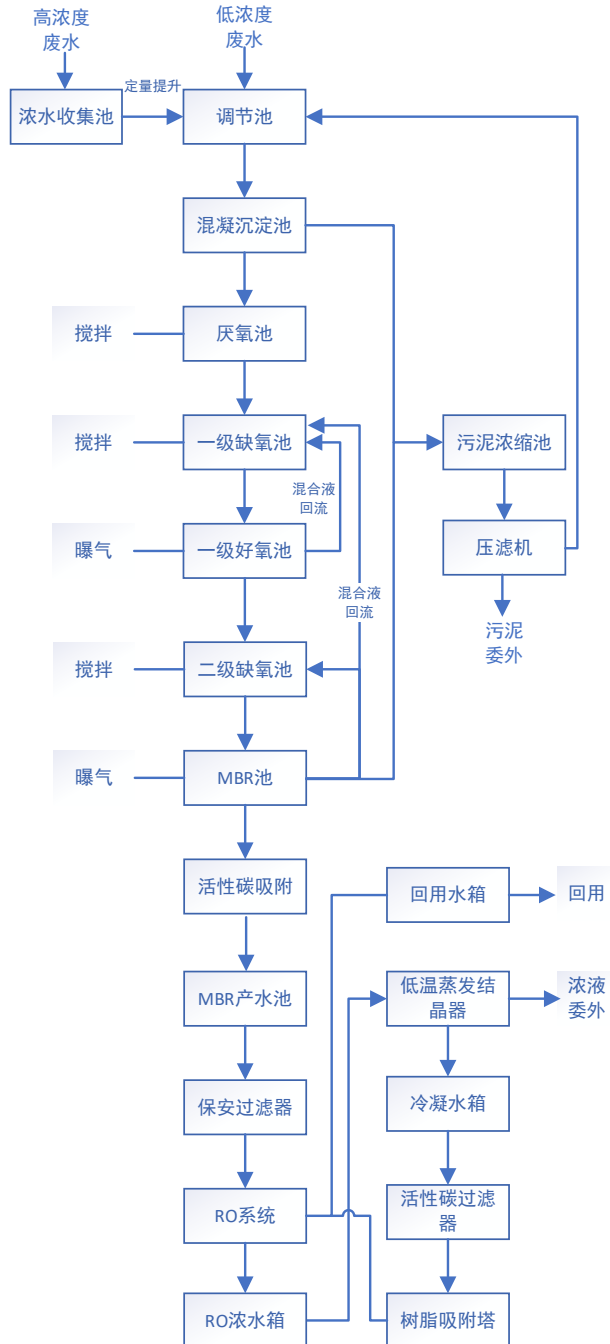 高浓度
废水
低浓度
废水
定量提升
浓水收集池
调节池
混凝沉淀池
搅拌
厌氧池
搅拌
一级缺氧池
污泥浓缩池
混合液
回流
曝气
一级好氧池
压滤机
混合液
回流
污泥
委外
搅拌
二级缺氧池
曝气
MBR池
活性碳吸附
回用水箱
回用
MBR产水池
低温蒸发结
晶器
浓液
委外
保安过滤器
冷凝水箱
RO系统
活性碳过滤
器
RO浓水箱
树脂吸附塔